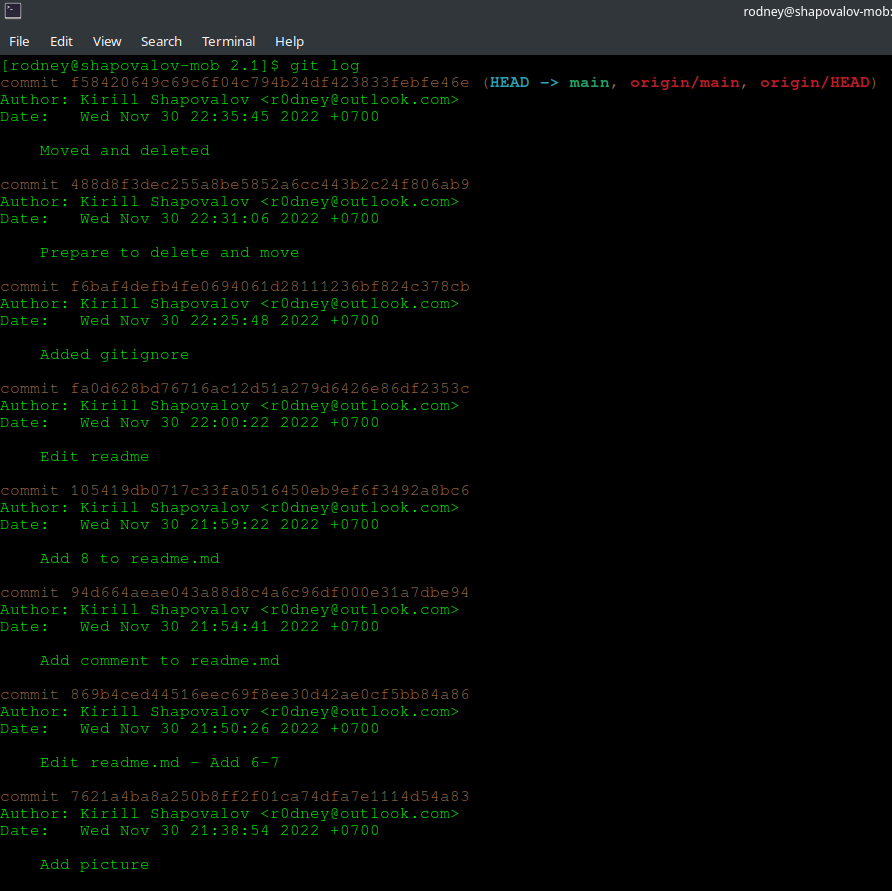 rodney@shapovalov-mob:
File Edit View Search Terminal Help
[rodney@shapovalov-mob 2.1]$ git log
commit f58420649c69c6f04c794b24df423833febfe46e (HEAD -> main, origin/main, origin/HEAD)
Author: Kirill Shapovalov <r0dney@outlook.com>
Date:   Wed Nov 30 22:35:45 2022 +0700
    Moved and deleted
commit 488d8f3dec255a8be5852a6cc443b2c24f806ab9
Author: Kirill Shapovalov <r0dney@outlook.com>
Date:   Wed Nov 30 22:31:06 2022 +0700
    Prepare to delete and move
commit f6baf4defb4fe0694061d28111236bf824c378cb
Author: Kirill Shapovalov <r0dney@outlook.com>
Date:   Wed Nov 30 22:25:48 2022 +0700
    Added gitignore
commit fa0d628bd76716ac12d51a279d6426e86df2353c
Author: Kirill Shapovalov <r0dney@outlook.com>
Date:   Wed Nov 30 22:00:22 2022 +0700
    Edit readme
commit 105419db0717c33fa0516450eb9ef6f3492a8bc6
Author: Kirill Shapovalov <r0dney@outlook.com>
Date:   Wed Nov 30 21:59:22 2022 +0700
    Add 8 to readme.md
commit 94d664aeae043a88d8c4a6c96df000e31a7dbe94
Author: Kirill Shapovalov <r0dney@outlook.com>
Date:   Wed Nov 30 21:54:41 2022 +0700
    Add comment to readme.md
commit 869b4ced44516eec69f8ee30d42ae0cf5bb84a86
Author: Kirill Shapovalov <r0dney@outlook.com>
Date:   Wed Nov 30 21:50:26 2022 +0700
    Edit readme.md - Add 6-7
commit 7621a4ba8a250b8ff2f01ca74dfa7e1114d54a83
Author: Kirill Shapovalov <r0dney@outlook.com>
Date:   Wed Nov 30 21:38:54 2022 +0700
    Add picture